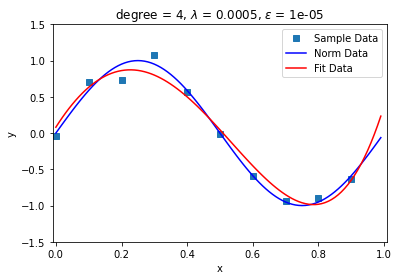 degree = 4, λ = 0.0005, ε = 1e-05
Sample Data
Norm Data
Fit Data
1.5
1.0
0.5
0.0
−0.5
−1.0
−1.5
y
0.0
0.2
0.4
0.6
0.8
1.0
x